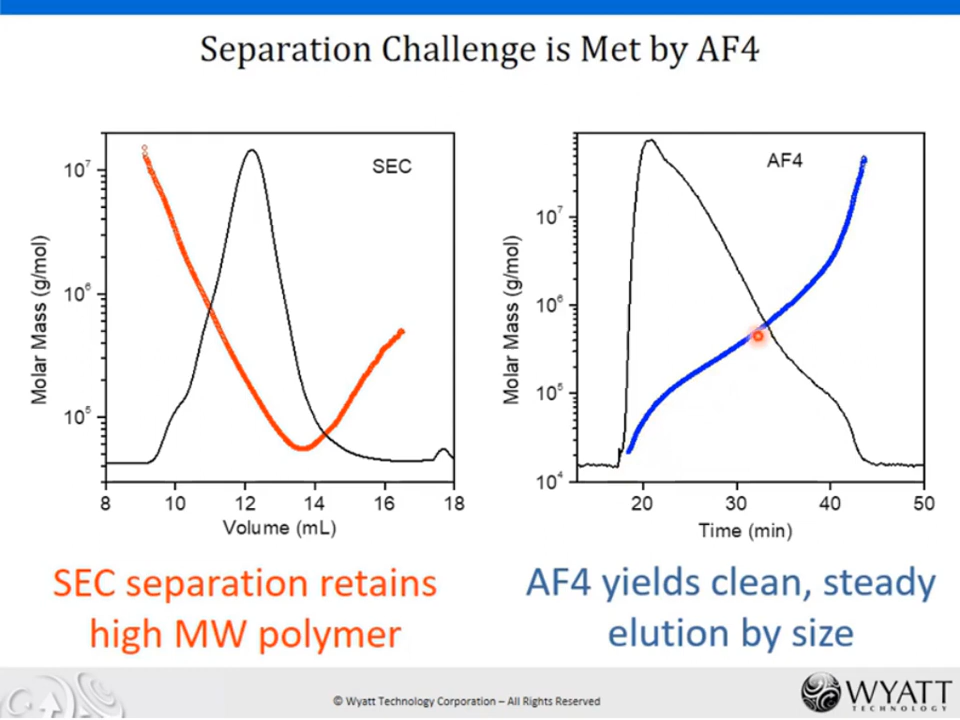 Separation Challenge is Met by AF4
SEC
10⁷
10⁶
10⁵
Molar Mass (g/mol)
8 10 12 14 16 18
Volume (mL)
AF4
10⁷
10⁶
10⁵
10⁴
Molar Mass (g/mol)
20 30 40 50
Time (min)
SEC separation retains
high MW polymer
AF4 yields clean, steady
elution by size
© Wyatt Technology Corporation – All Rights Reserved
WYATT
TECHNOLOGY